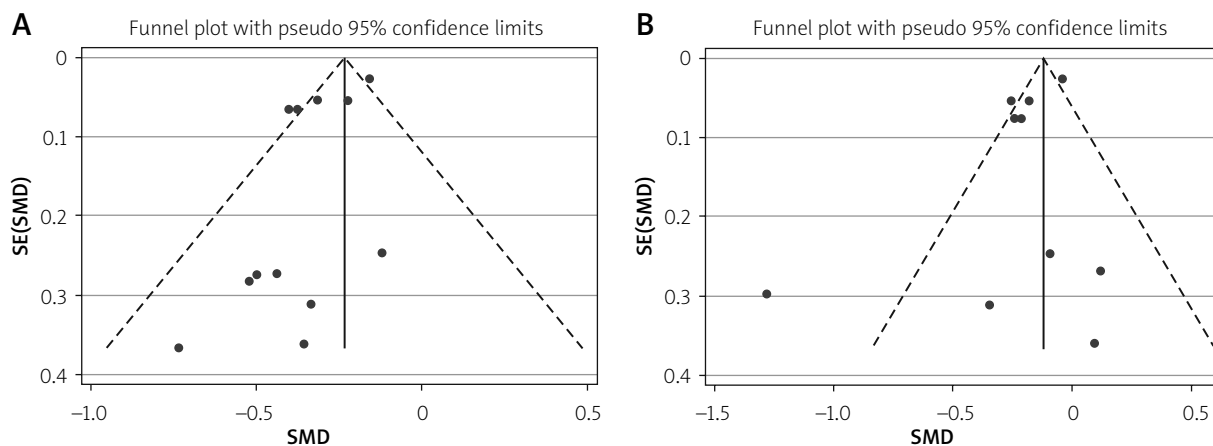 A
Funnel plot with pseudo 95% confidence limits
SE(SMD)
0
0.1
0.2
0.3
0.4
–1.0
–0.5
0
0.5
SMD
B
Funnel plot with pseudo 95% confidence limits
SE(SMD)
0
0.1
0.2
0.3
0.4
–1.5
–1.0
–0.5
0
0.5
SMD